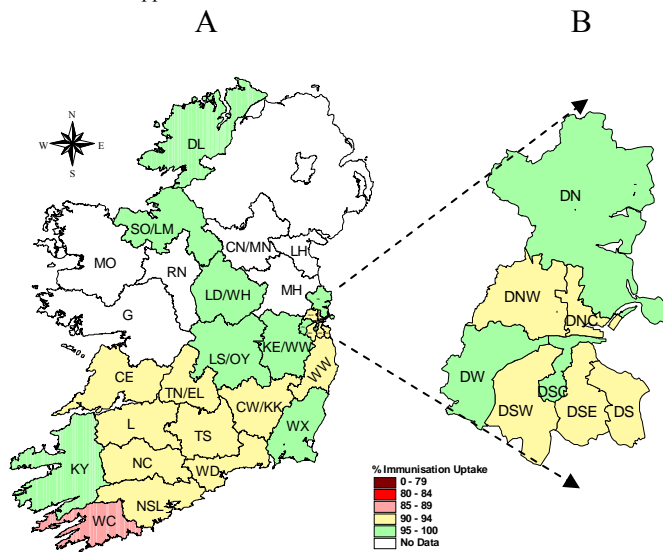 A
B
N
W E
S
DL
SO/LM
CN/MN
LH
MO
RN
LD/WH
MH
G
LS/OY
KE/WW
WW
CE
TN/EL
CW/KK
L
TS
WX
KY
NC
WD
NSL
WC
DN
DNW
DNC
DW
DSC
DSW
DSE
DS
% Immunisation Uptake
0 - 79
80 - 84
85 - 89
90 - 94
95 - 100
No Data